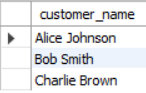 customer_name
Alice Johnson
Bob Smith
Charlie Brown